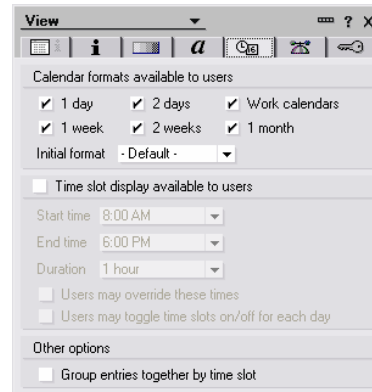 View ? X
i i a 16
Calendar formats available to users
1 day 2 days Work calendars
1 week 2 weeks 1 month
Initial format - Default -
Time slot display available to users
Start time 8:00 AM
End time 6:00 PM
Duration 1 hour
Users may override these times
Users may toggle time slots on/off for each day
Other options
Group entries together by time slot